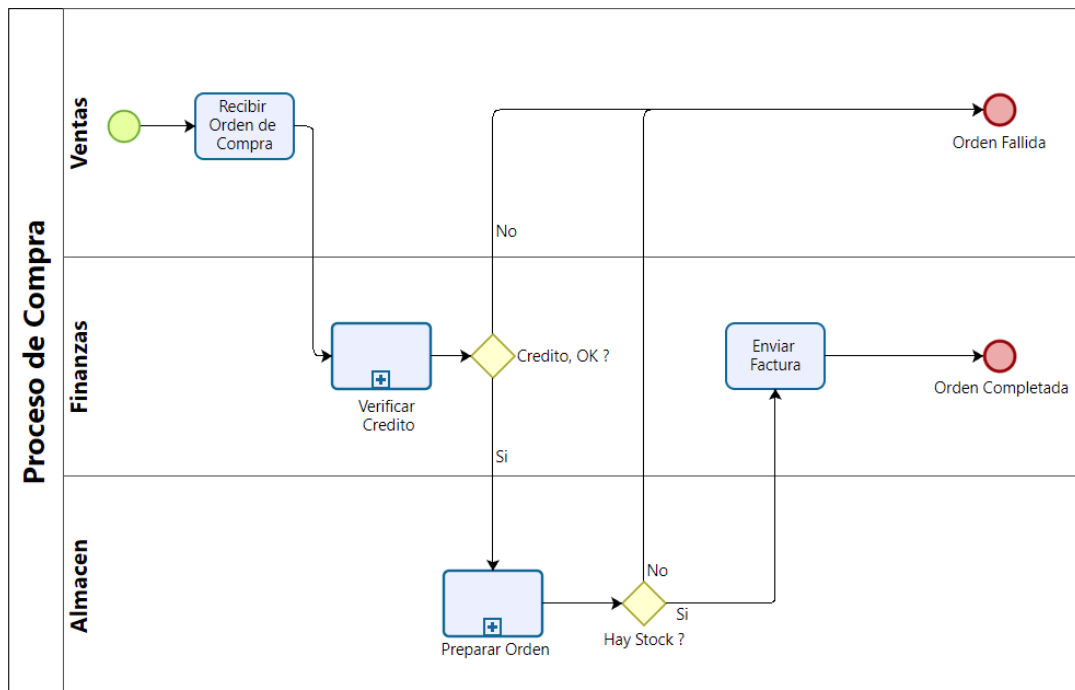 Proceso de Compra
Ventas
Recibir
Orden de
Compra
Orden Fallida
No
Finanzas
Verificar
Credito
Credito, OK ?
Enviar
Factura
Orden Completada
Si
Almacen
Preparar Orden
No
Si
Hay Stock ?